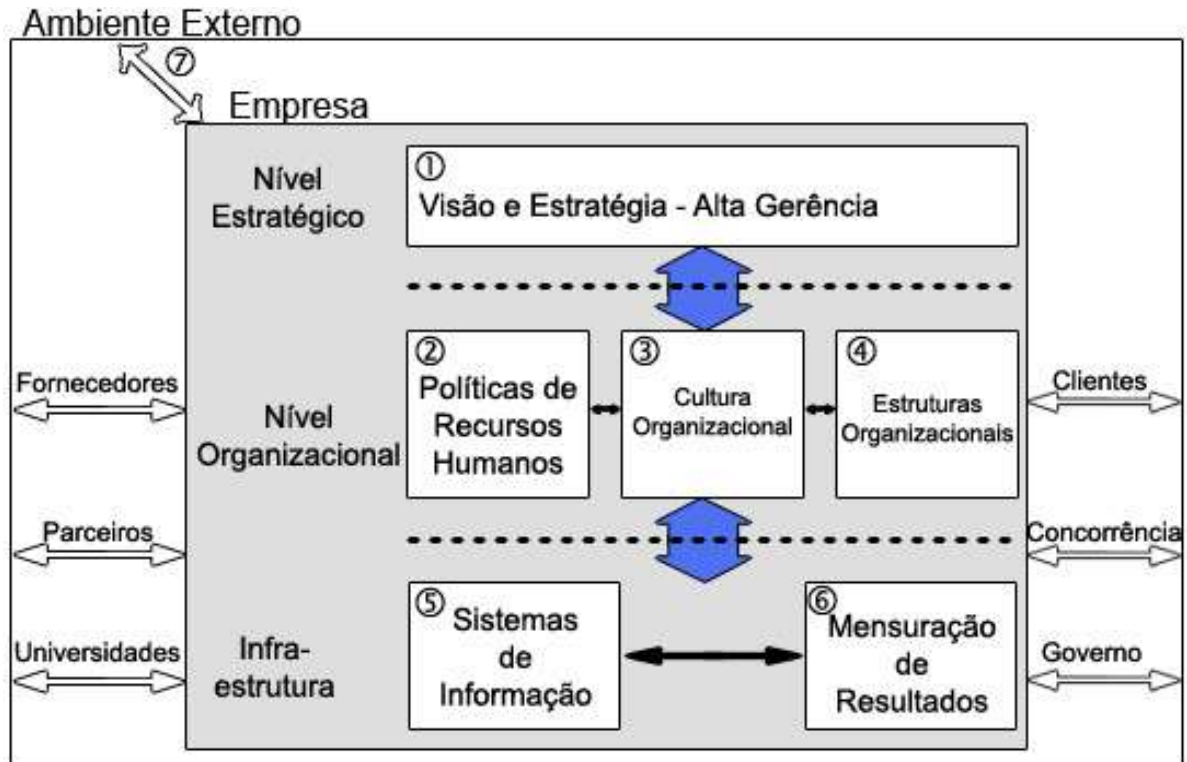 Ambiente Externo
⑦
Empresa
Nível
Estratégico
①
Visão e Estratégia - Alta Gerência
Fornecedores
Parceiros
Universidades
Nível
Organizacional
②
Políticas de
Recursos
Humanos
③
Cultura
Organizacional
④
Estruturas
Organizacionais
Clientes
Concorrência
Governo
Infra-
estrutura
⑤
Sistemas
de
Informação
⑥
Mensuração
de
Resultados